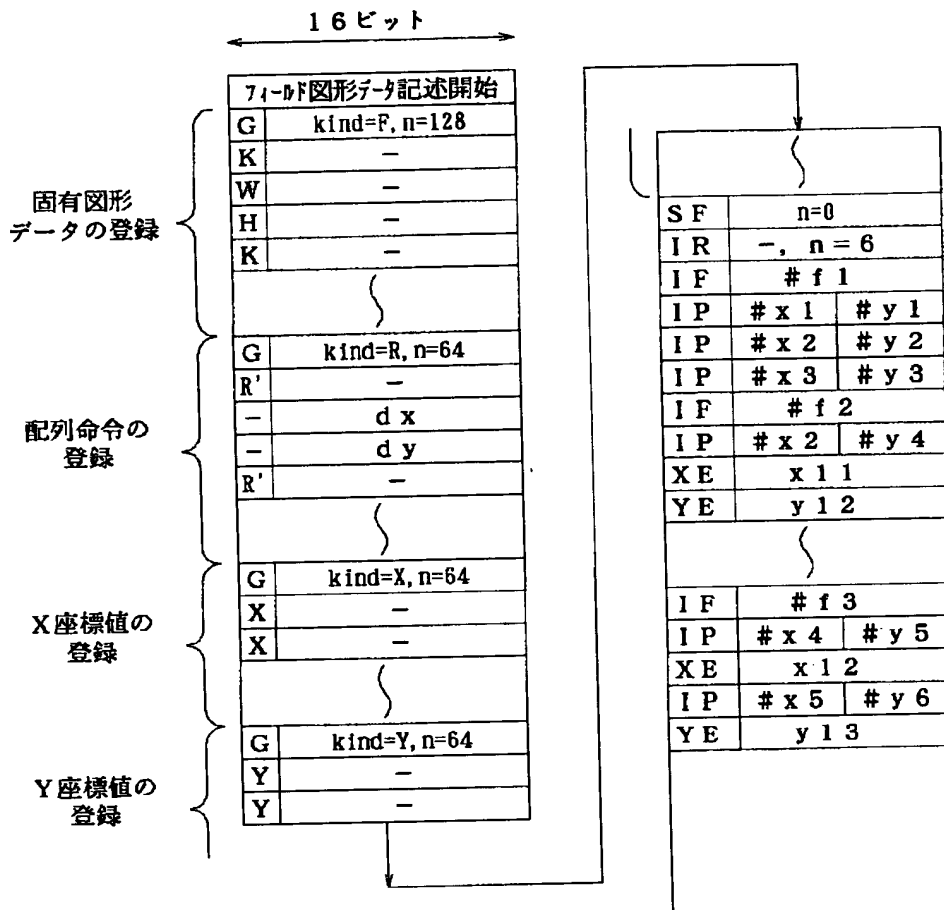 16ビット
フィールド図形データ記述開始
固有図形
データの登録
G kind=F, n=128
K −
W −
H −
K −
配列命令の
登録
G kind=R, n=64
R' −
− dx
− dy
R' −
X座標値の
登録
G kind=X, n=64
X −
X −
Y座標値の
登録
G kind=Y, n=64
Y −
Y −
SF n=0
IR −, n=6
IF #f1
IP #x1 #y1
IP #x2 #y2
IP #x3 #y3
IF #f2
IP #x2 #y4
XE x11
YE y12
IF #f3
IP #x4 #y5
XE x12
IP #x5 #y6
YE y13